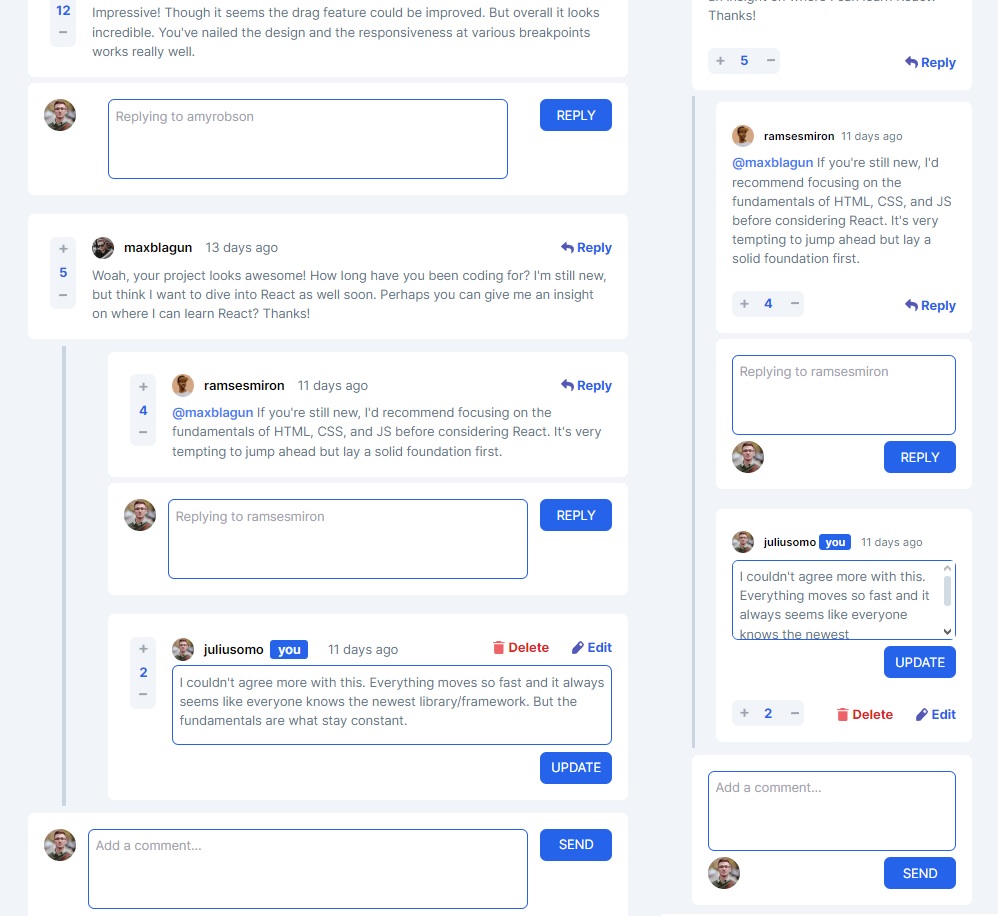 12
Impressive! Though it seems the drag feature could be improved. But overall it looks
incredible. You've nailed the design and the responsiveness at various breakpoints
works really well.
−
Replying to amyrobson
REPLY
+
maxblagun 13 days ago
Reply
5
−
Woah, your project looks awesome! How long have you been coding for? I'm still new,
but think I want to dive into React as well soon. Perhaps you can give me an insight
on where I can learn React? Thanks!
+
ramsesmiron 11 days ago
Reply
4
−
@maxblagun If you're still new, I'd recommend focusing on the
fundamentals of HTML, CSS, and JS before considering React. It's very
tempting to jump ahead but lay a solid foundation first.
Replying to ramsesmiron
REPLY
+
juliusomo you 11 days ago
Delete
Edit
2
−
I couldn't agree more with this. Everything moves so fast and it always
seems like everyone knows the newest library/framework. But the
fundamentals are what stay constant.
UPDATE
Add a comment...
SEND
Thanks!
+ 5 −
Reply
ramsesmiron 11 days ago
@maxblagun If you're still new, I'd
recommend focusing on the
fundamentals of HTML, CSS, and JS
before considering React. It's very
tempting to jump ahead but lay a
solid foundation first.
+ 4 −
Reply
Replying to ramsesmiron
REPLY
juliusomo you 11 days ago
I couldn't agree more with this.
Everything moves so fast and it
always seems like everyone
knows the newest
UPDATE
+ 2 −
Delete
Edit
Add a comment...
SEND